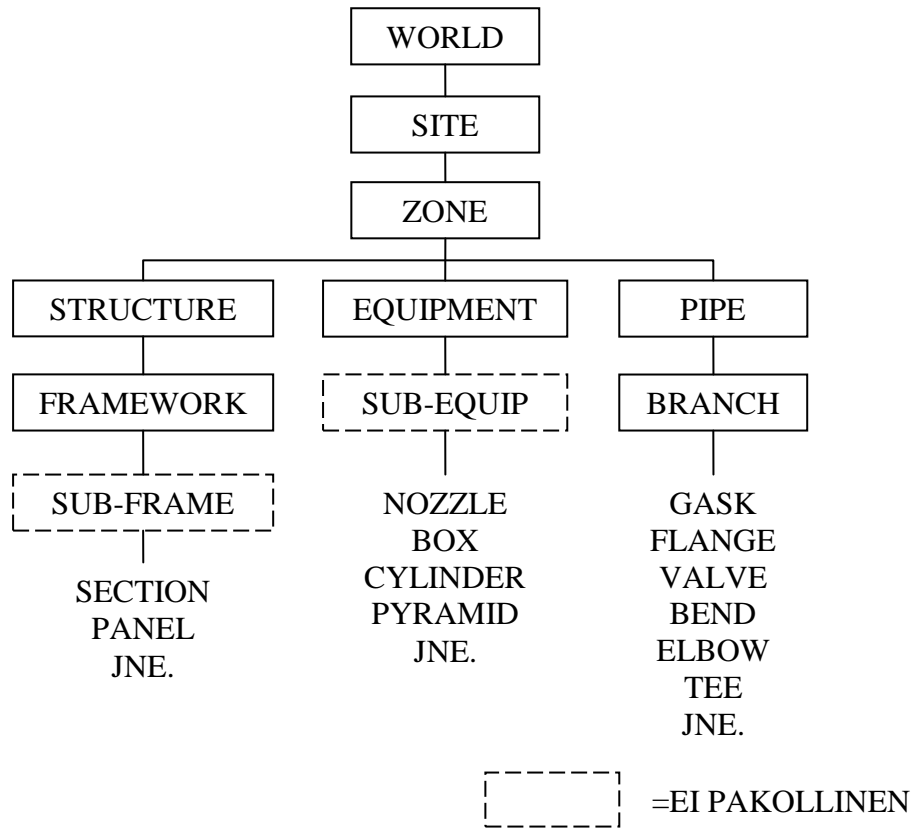 WORLD
SITE
ZONE
STRUCTURE EQUIPMENT PIPE
FRAMEWORK SUB-EQUIP BRANCH
SUB-FRAME
SECTION
PANEL
JNE.
NOZZLE
BOX
CYLINDER
PYRAMID
JNE.
GASK
FLANGE
VALVE
BEND
ELBOW
TEE
JNE.
=EI PAKOLLINEN